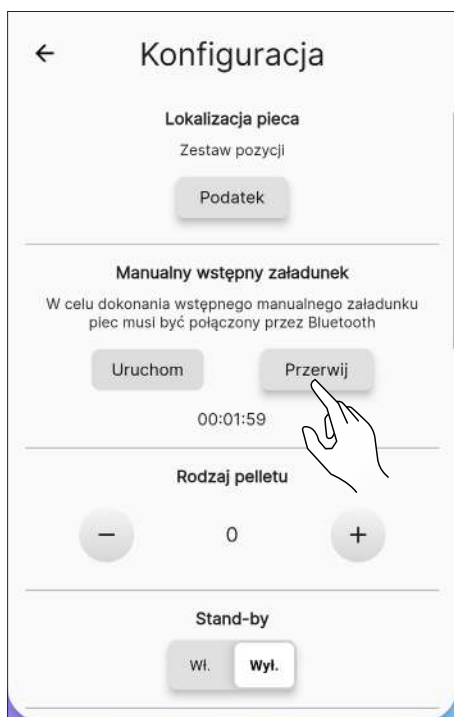 Konfiguracja
Lokalizacja pieca
Zestaw pozycji
Podatek
Manualny wstępny załadunek
W celu dokonania wstępnego manualnego załadunku
piec musi być połączony przez Bluetooth
Uruchom Przerwij
00:01:59
Rodzaj pelletu
− 0 +
Stand-by
Wł. Wył.